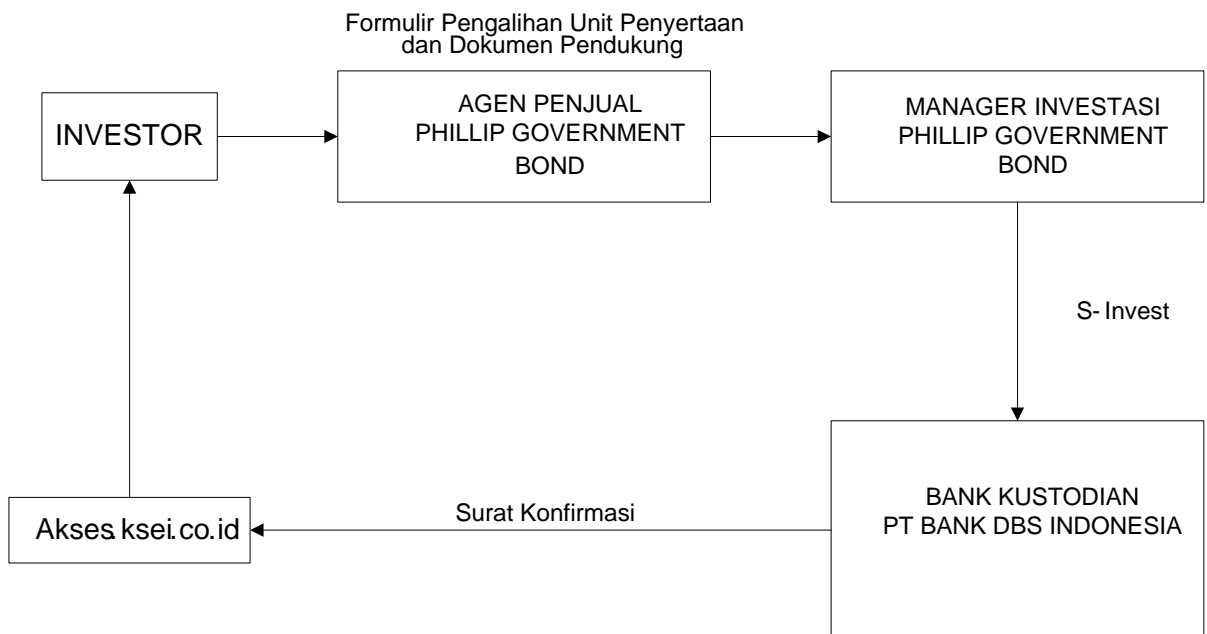 Formulir Pengalihan Unit Penyertaan
dan Dokumen Pendukung
INVESTOR
AGEN PENJUAL
PHILLIP GOVERNMENT
BOND
MANAGER INVESTASI
PHILLIP GOVERNMENT
BOND
S- Invest
BANK KUSTODIAN
PT BANK DBS INDONESIA
Surat Konfirmasi
Akses.ksei.co.id